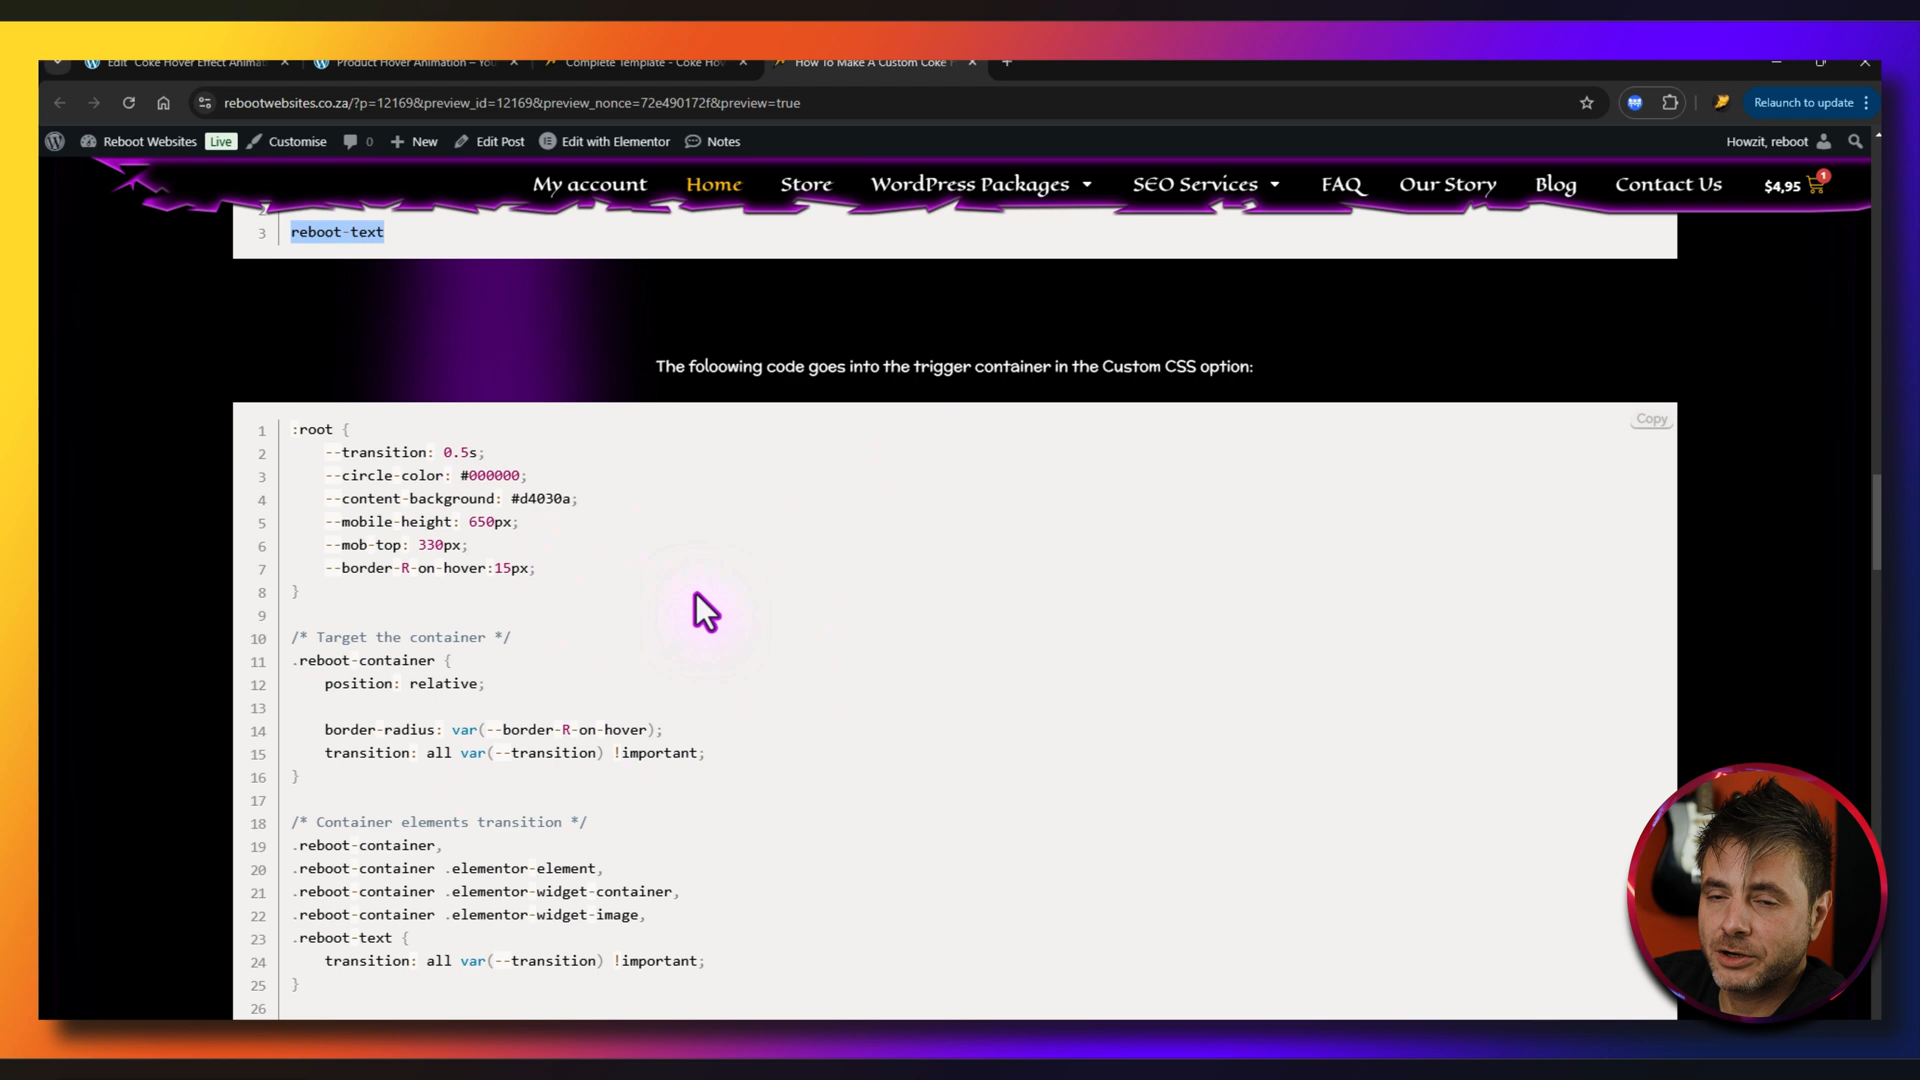 Edit "Coke Hover Effect Animat
Product Hover Animation – You
Complete Template - Coke Hov
How To Make A Custom Coke
rebootwebsites.co.za/?p=12169&preview_id=12169&preview_nonce=72e490172f&preview=true
Relaunch to update
Reboot Websites
Live
Customise
0
New
Edit Post
Edit with Elementor
Notes
Howzit, reboot
My account
Home
Store
WordPress Packages
SEO Services
FAQ
Our Story
Blog
Contact Us
$4,95
1
2
3 reboot-text
The foloowing code goes into the trigger container in the Custom CSS option:
Copy
1 :root {
2 --transition: 0.5s;
3 --circle-color: #000000;
4 --content-background: #d4030a;
5 --mobile-height: 650px;
6 --mob-top: 330px;
7 --border-R-on-hover:15px;
8 }
9
10 /* Target the container */
11 .reboot-container {
12 position: relative;
13
14 border-radius: var(--border-R-on-hover);
15 transition: all var(--transition) !important;
16 }
17
18 /* Container elements transition */
19 .reboot-container,
20 .reboot-container .elementor-element,
21 .reboot-container .elementor-widget-container,
22 .reboot-container .elementor-widget-image,
23 .reboot-text {
24 transition: all var(--transition) !important;
25 }
26